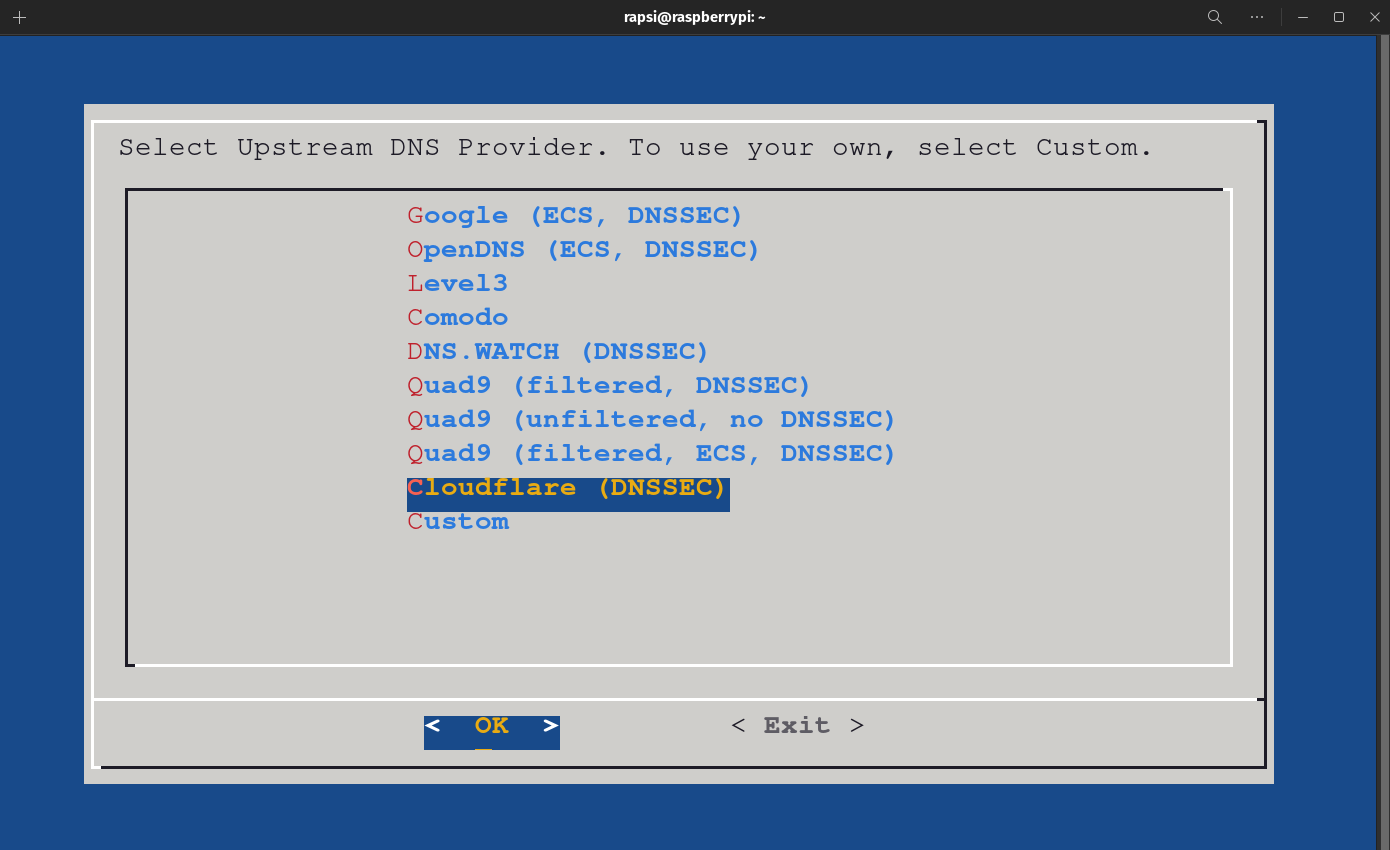 rapsi@raspberrypi: ~
Select Upstream DNS Provider. To use your own, select Custom.
Google (ECS, DNSSEC)
OpenDNS (ECS, DNSSEC)
Level3
Comodo
DNS.WATCH (DNSSEC)
Quad9 (filtered, DNSSEC)
Quad9 (unfiltered, no DNSSEC)
Quad9 (filtered, ECS, DNSSEC)
Cloudflare (DNSSEC)
Custom
<  OK  > < Exit >